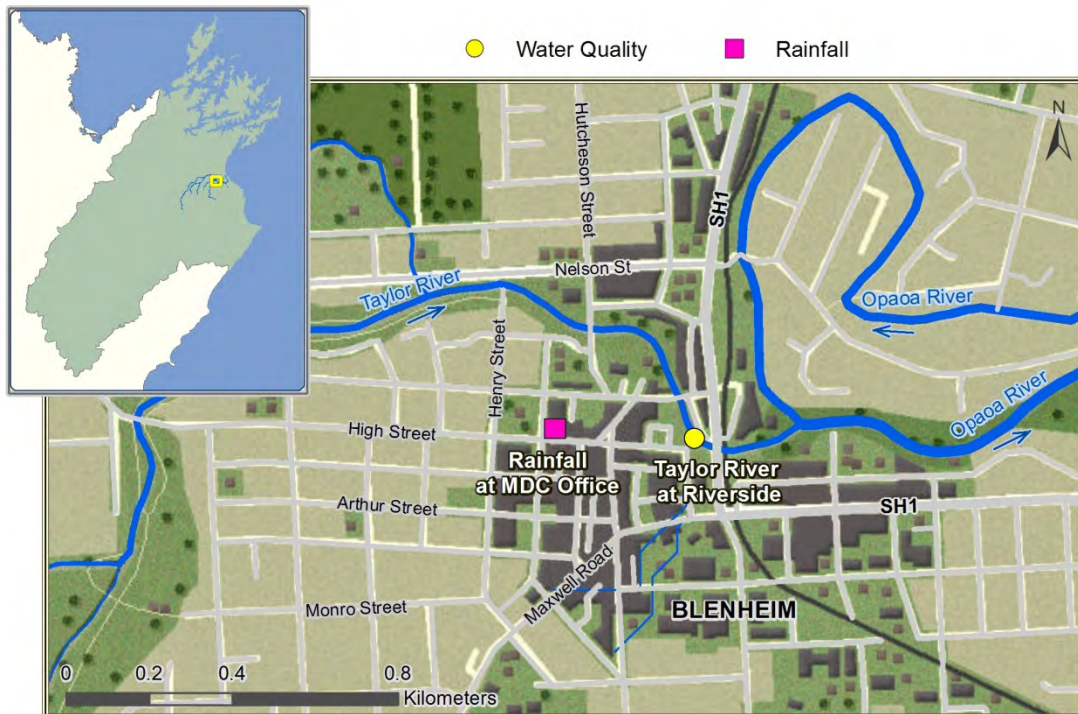 Water Quality
Rainfall
N
Hutcheson Street
SH1
Nelson St
Taylor River
Opaoa River
Henry Street
Opaoa River
High Street
Rainfall
at MDC Office
Taylor River
at Riverside
Arthur Street
SH1
Maxwell Road
Monro Street
BLENHEIM
0 0.2 0.4 0.8
Kilometers